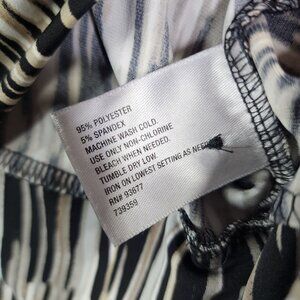 95% POLYESTER
5% SPANDEX
MACHINE WASH COLD.
USE ONLY NON-CHLORINE
BLEACH WHEN NEEDED.
TUMBLE DRY LOW.
IRON ON LOWEST SETTING AS
RN# 93677
739359